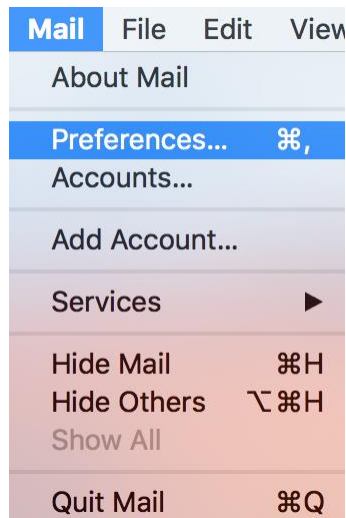 Mail File Edit View
About Mail
Preferences... ⌘,
Accounts...
Add Account...
Services ▶
Hide Mail ⌘H
Hide Others ⌥⌘H
Show All
Quit Mail ⌘Q